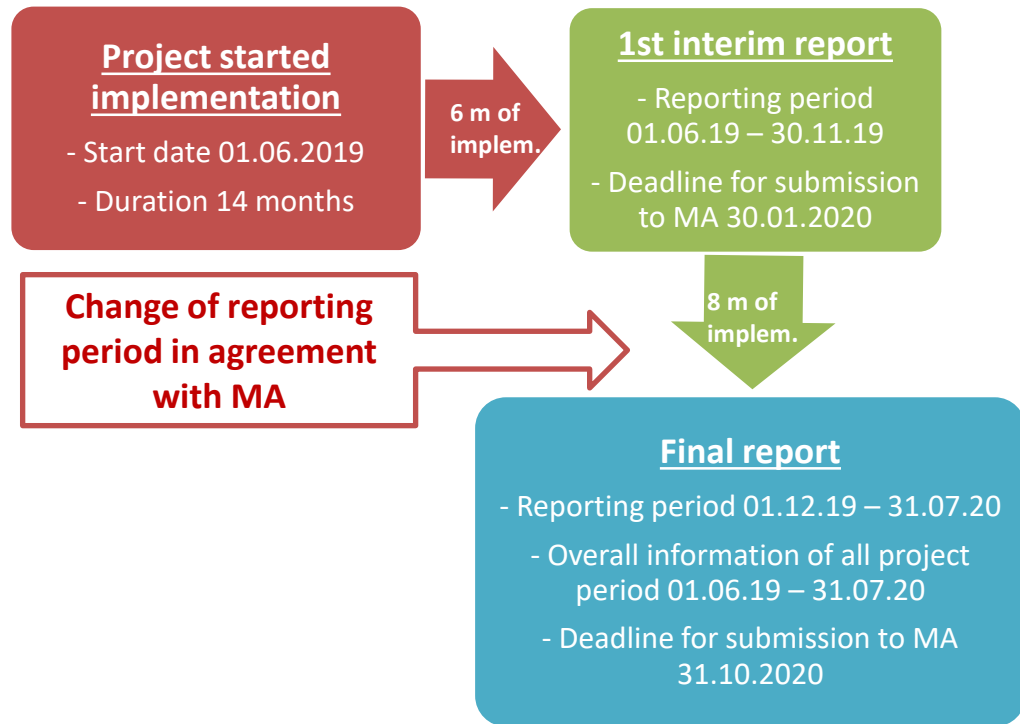 Project started
implementation
- Start date 01.06.2019
- Duration 14 months
6 m of
implem.
1st interim report
- Reporting period
01.06.19 – 30.11.19
- Deadline for submission
to MA 30.01.2020
Change of reporting
period in agreement
with MA
8 m of
implem.
Final report
- Reporting period 01.12.19 – 31.07.20
- Overall information of all project
period 01.06.19 – 31.07.20
- Deadline for submission to MA
31.10.2020